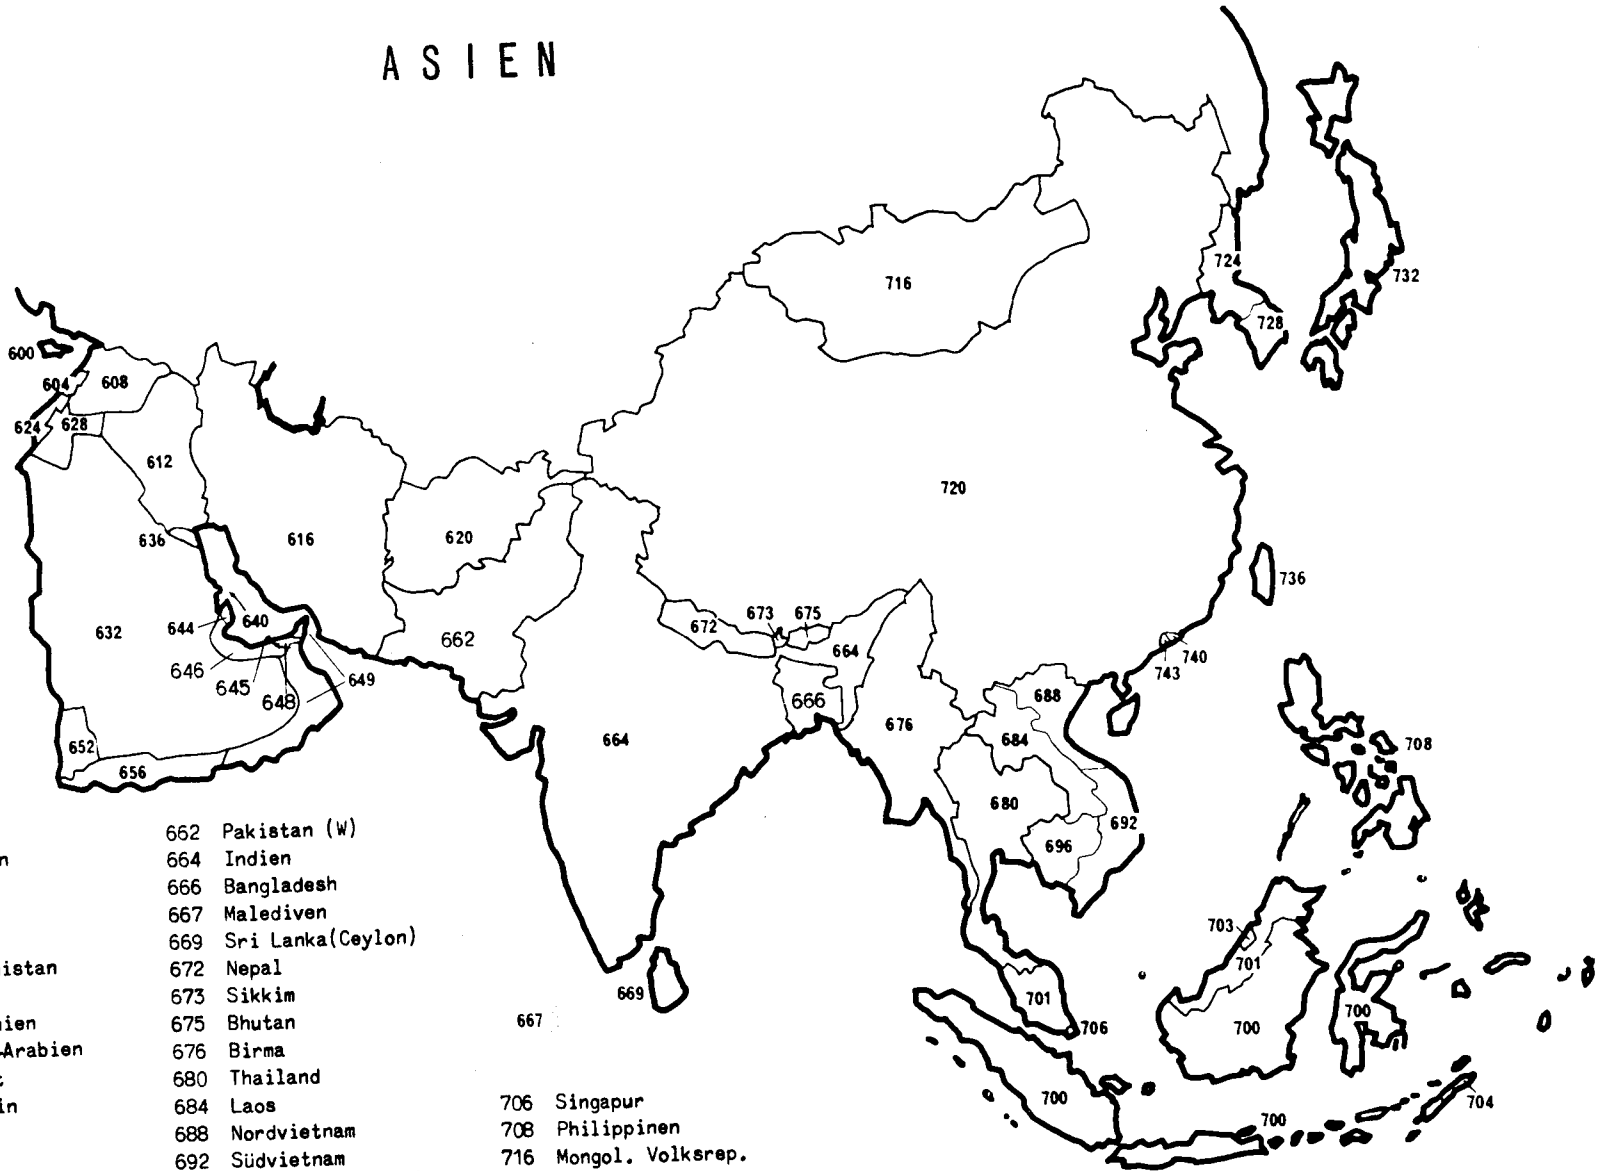 ASIEN
716
724
732
728
600
604
608
624
628
612
720
636
616
620
736
632
644
640
662
672
673
675
664
646
645
648
649
666
740
743
688
652
656
664
676
684
708
680
692
696
703
701
669
667
701
706
700
700
700
700
704
n
istan
ien
Arabien
in
662 Pakistan (W)
664 Indien
666 Bangladesh
667 Malediven
669 Sri Lanka(Ceylon)
672 Nepal
673 Sikkim
675 Bhutan
676 Birma
680 Thailand
684 Laos
688 Nordvietnam
692 Südvietnam
706 Singapur
708 Philippinen
716 Mongol. Volksrep.